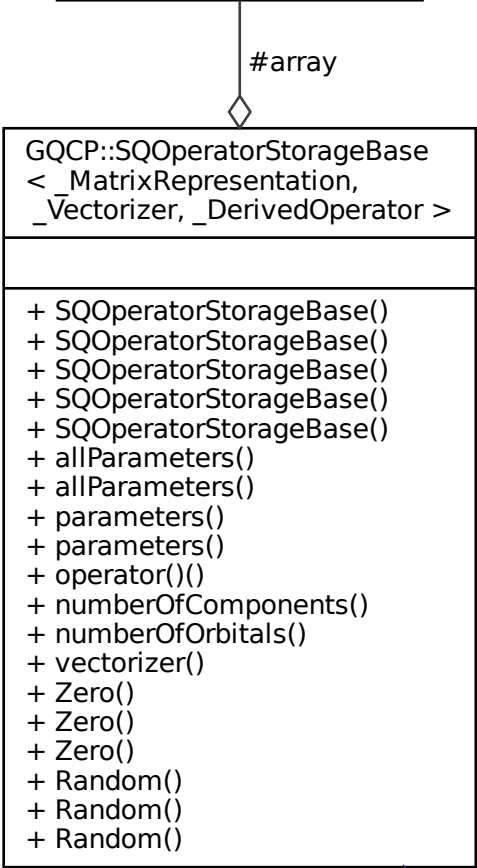 #array
GQCP::SQOperatorStorageBase
< _MatrixRepresentation,
_Vectorizer, _DerivedOperator >
+ SQOperatorStorageBase()
+ SQOperatorStorageBase()
+ SQOperatorStorageBase()
+ SQOperatorStorageBase()
+ SQOperatorStorageBase()
+ allParameters()
+ allParameters()
+ parameters()
+ parameters()
+ operator()()
+ numberOfComponents()
+ numberOfOrbitals()
+ vectorizer()
+ Zero()
+ Zero()
+ Zero()
+ Random()
+ Random()
+ Random()